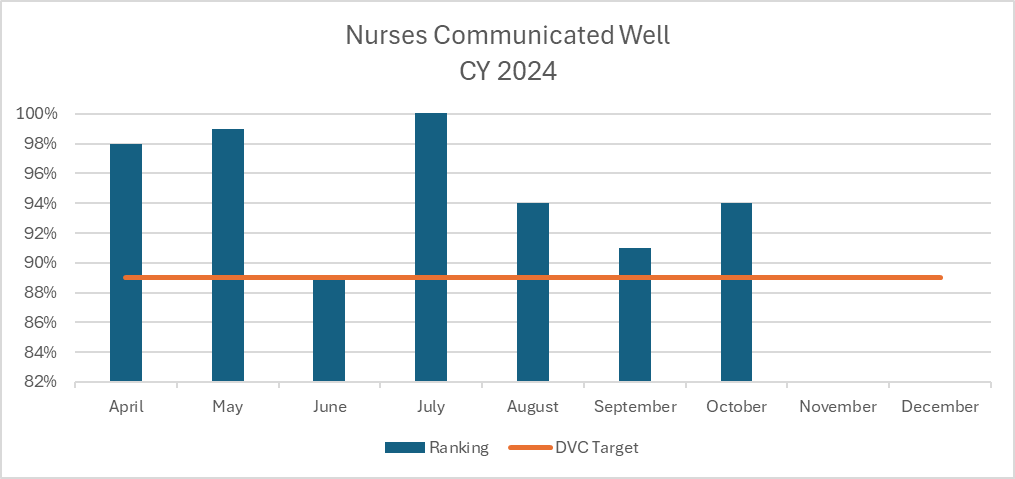 Nurses Communicated Well
CY 2024
100%
98%
96%
94%
92%
90%
88%
86%
84%
82%
April May June July August September October November December
Ranking DVC Target